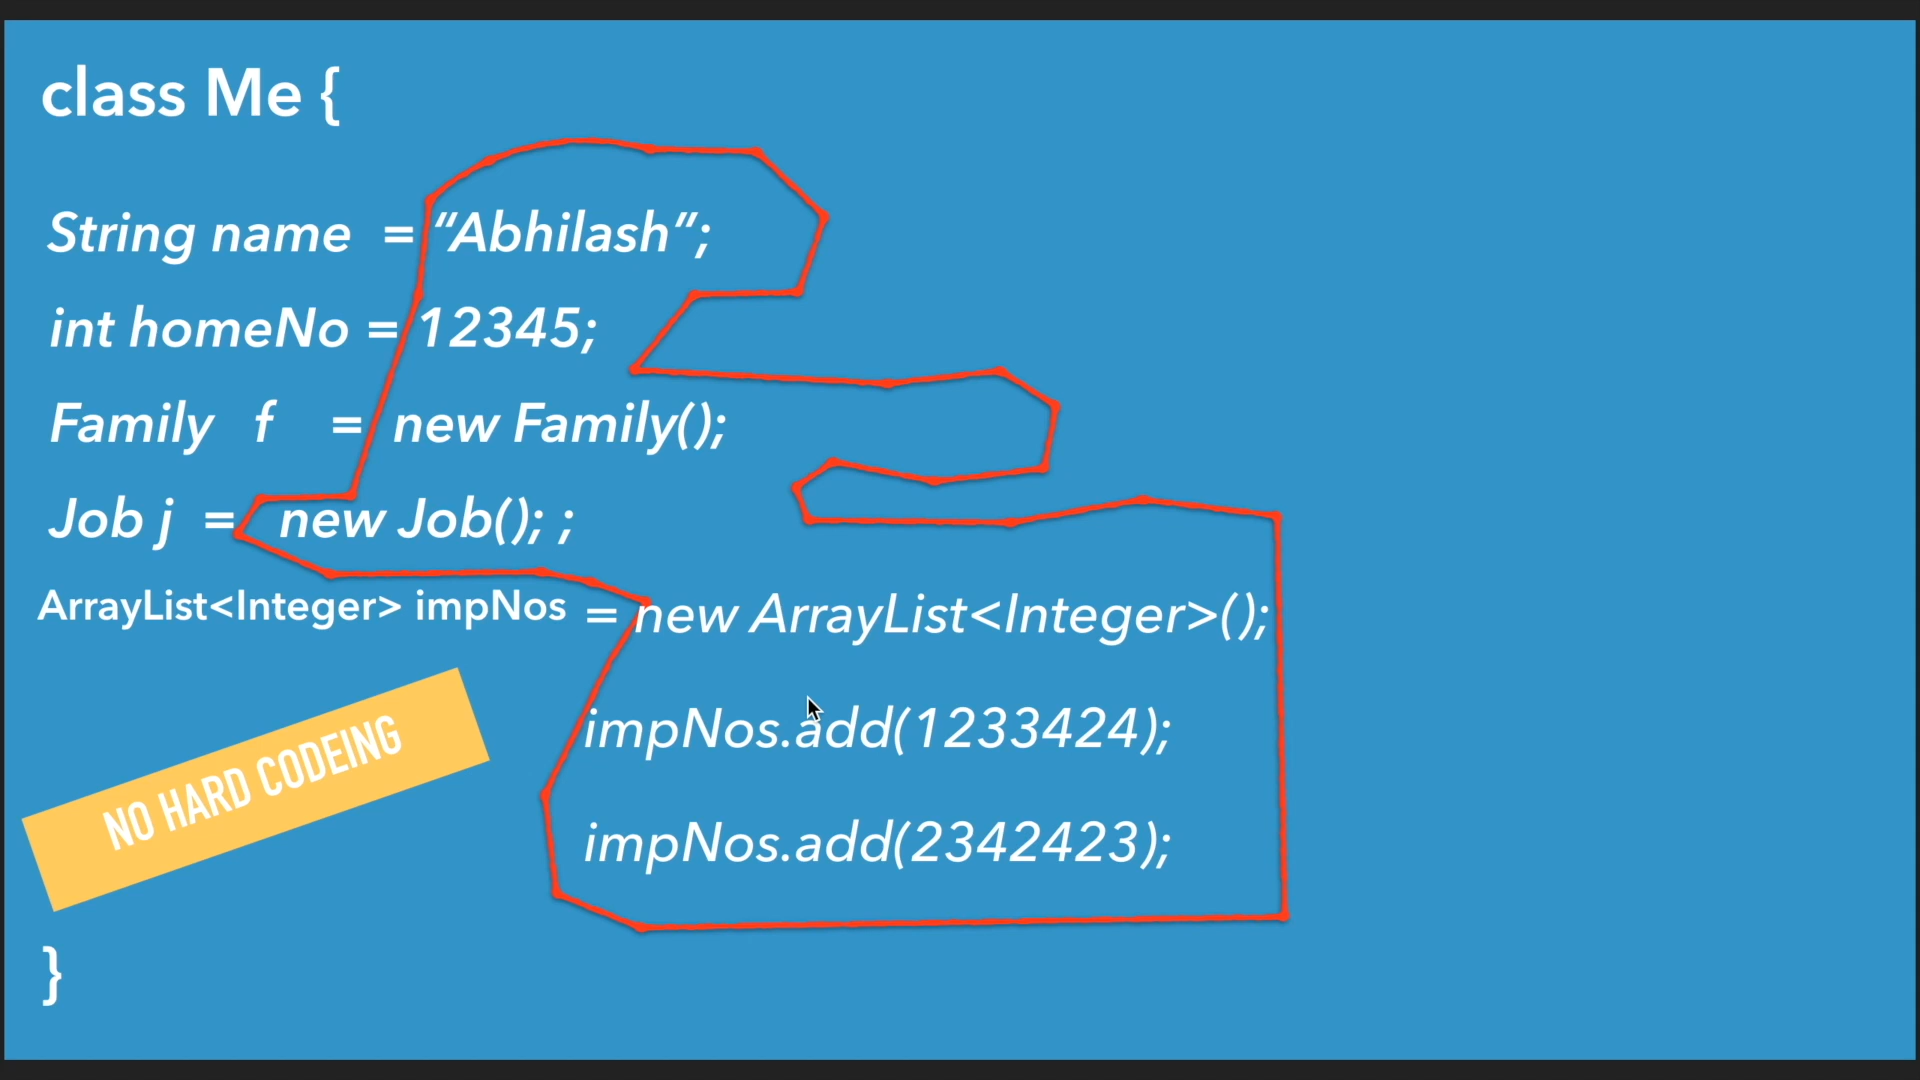 class Me {
String name = “Abhilash”;
int homeNo = 12345;
Family f = new Family();
Job j = new Job(); ;
ArrayList<Integer> impNos = new ArrayList<Integer>();
impNos.add(1233424);
impNos.add(2342423);
NO HARD CODEING
}